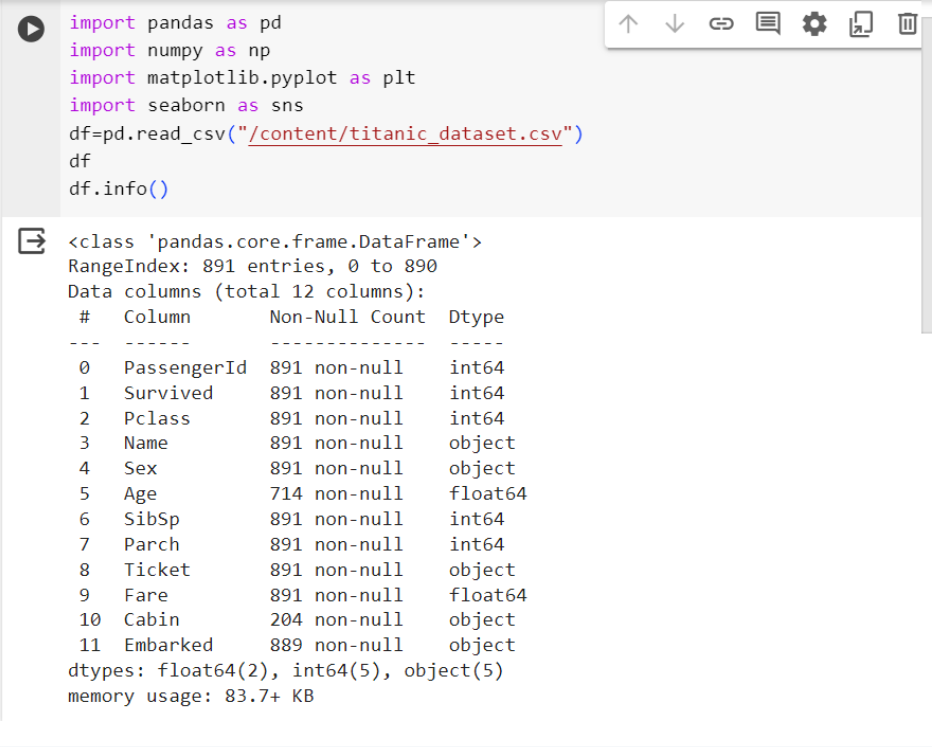 import pandas as pd
import numpy as np
import matplotlib.pyplot as plt
import seaborn as sns
df=pd.read_csv("/content/titanic_dataset.csv")
df
df.info()
<class 'pandas.core.frame.DataFrame'>
RangeIndex: 891 entries, 0 to 890
Data columns (total 12 columns):
 #   Column       Non-Null Count  Dtype
---  ------       --------------  -----
 0   PassengerId  891 non-null    int64
 1   Survived     891 non-null    int64
 2   Pclass       891 non-null    int64
 3   Name         891 non-null    object
 4   Sex          891 non-null    object
 5   Age          714 non-null    float64
 6   SibSp        891 non-null    int64
 7   Parch        891 non-null    int64
 8   Ticket       891 non-null    object
 9   Fare         891 non-null    float64
 10  Cabin        204 non-null    object
 11  Embarked     889 non-null    object
dtypes: float64(2), int64(5), object(5)
memory usage: 83.7+ KB